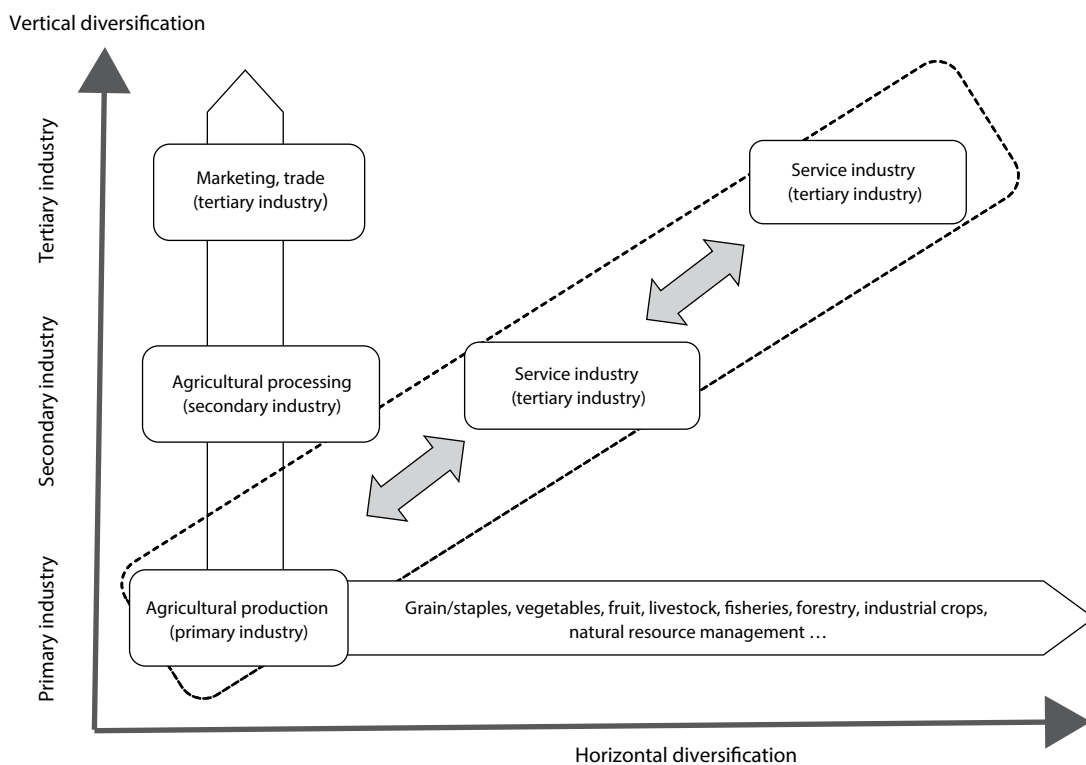 Vertical diversification
Tertiary industry
Marketing, trade
(tertiary industry)
Service industry
(tertiary industry)
Secondary industry
Agricultural processing
(secondary industry)
Service industry
(tertiary industry)
Primary industry
Agricultural production
(primary industry)
Grain/staples, vegetables, fruit, livestock, fisheries, forestry, industrial crops,
natural resource management …
Horizontal diversification